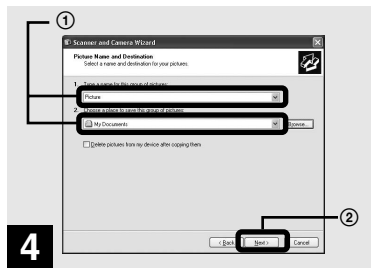 ①
Scanner and Camera Wizard
Picture Name and Destination
Select a name and destination for your pictures.
1. Type a name for this group of pictures:
Picture
2. Choose a place to save this group of pictures:
My Documents
Browse...
Delete pictures from my device after copying them
②
4
< Back
Next >
Cancel